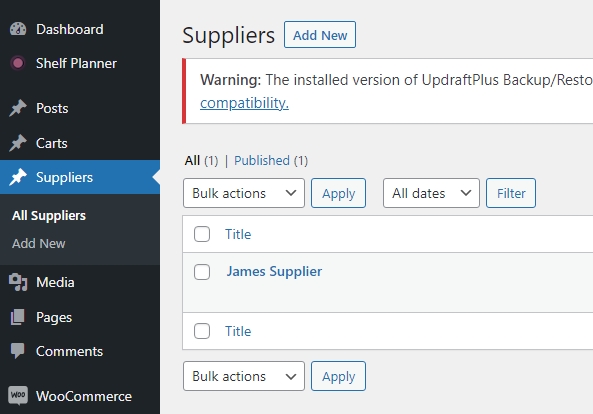 Dashboard
Shelf Planner
Posts
Carts
Suppliers
All Suppliers
Add New
Media
Pages
Comments
Woo WooCommerce
Suppliers Add New
Warning: The installed version of UpdraftPlus Backup/Resto
compatibility.
All (1) | Published (1)
Bulk actions Apply All dates Filter
Title
James Supplier
Title
Bulk actions Apply